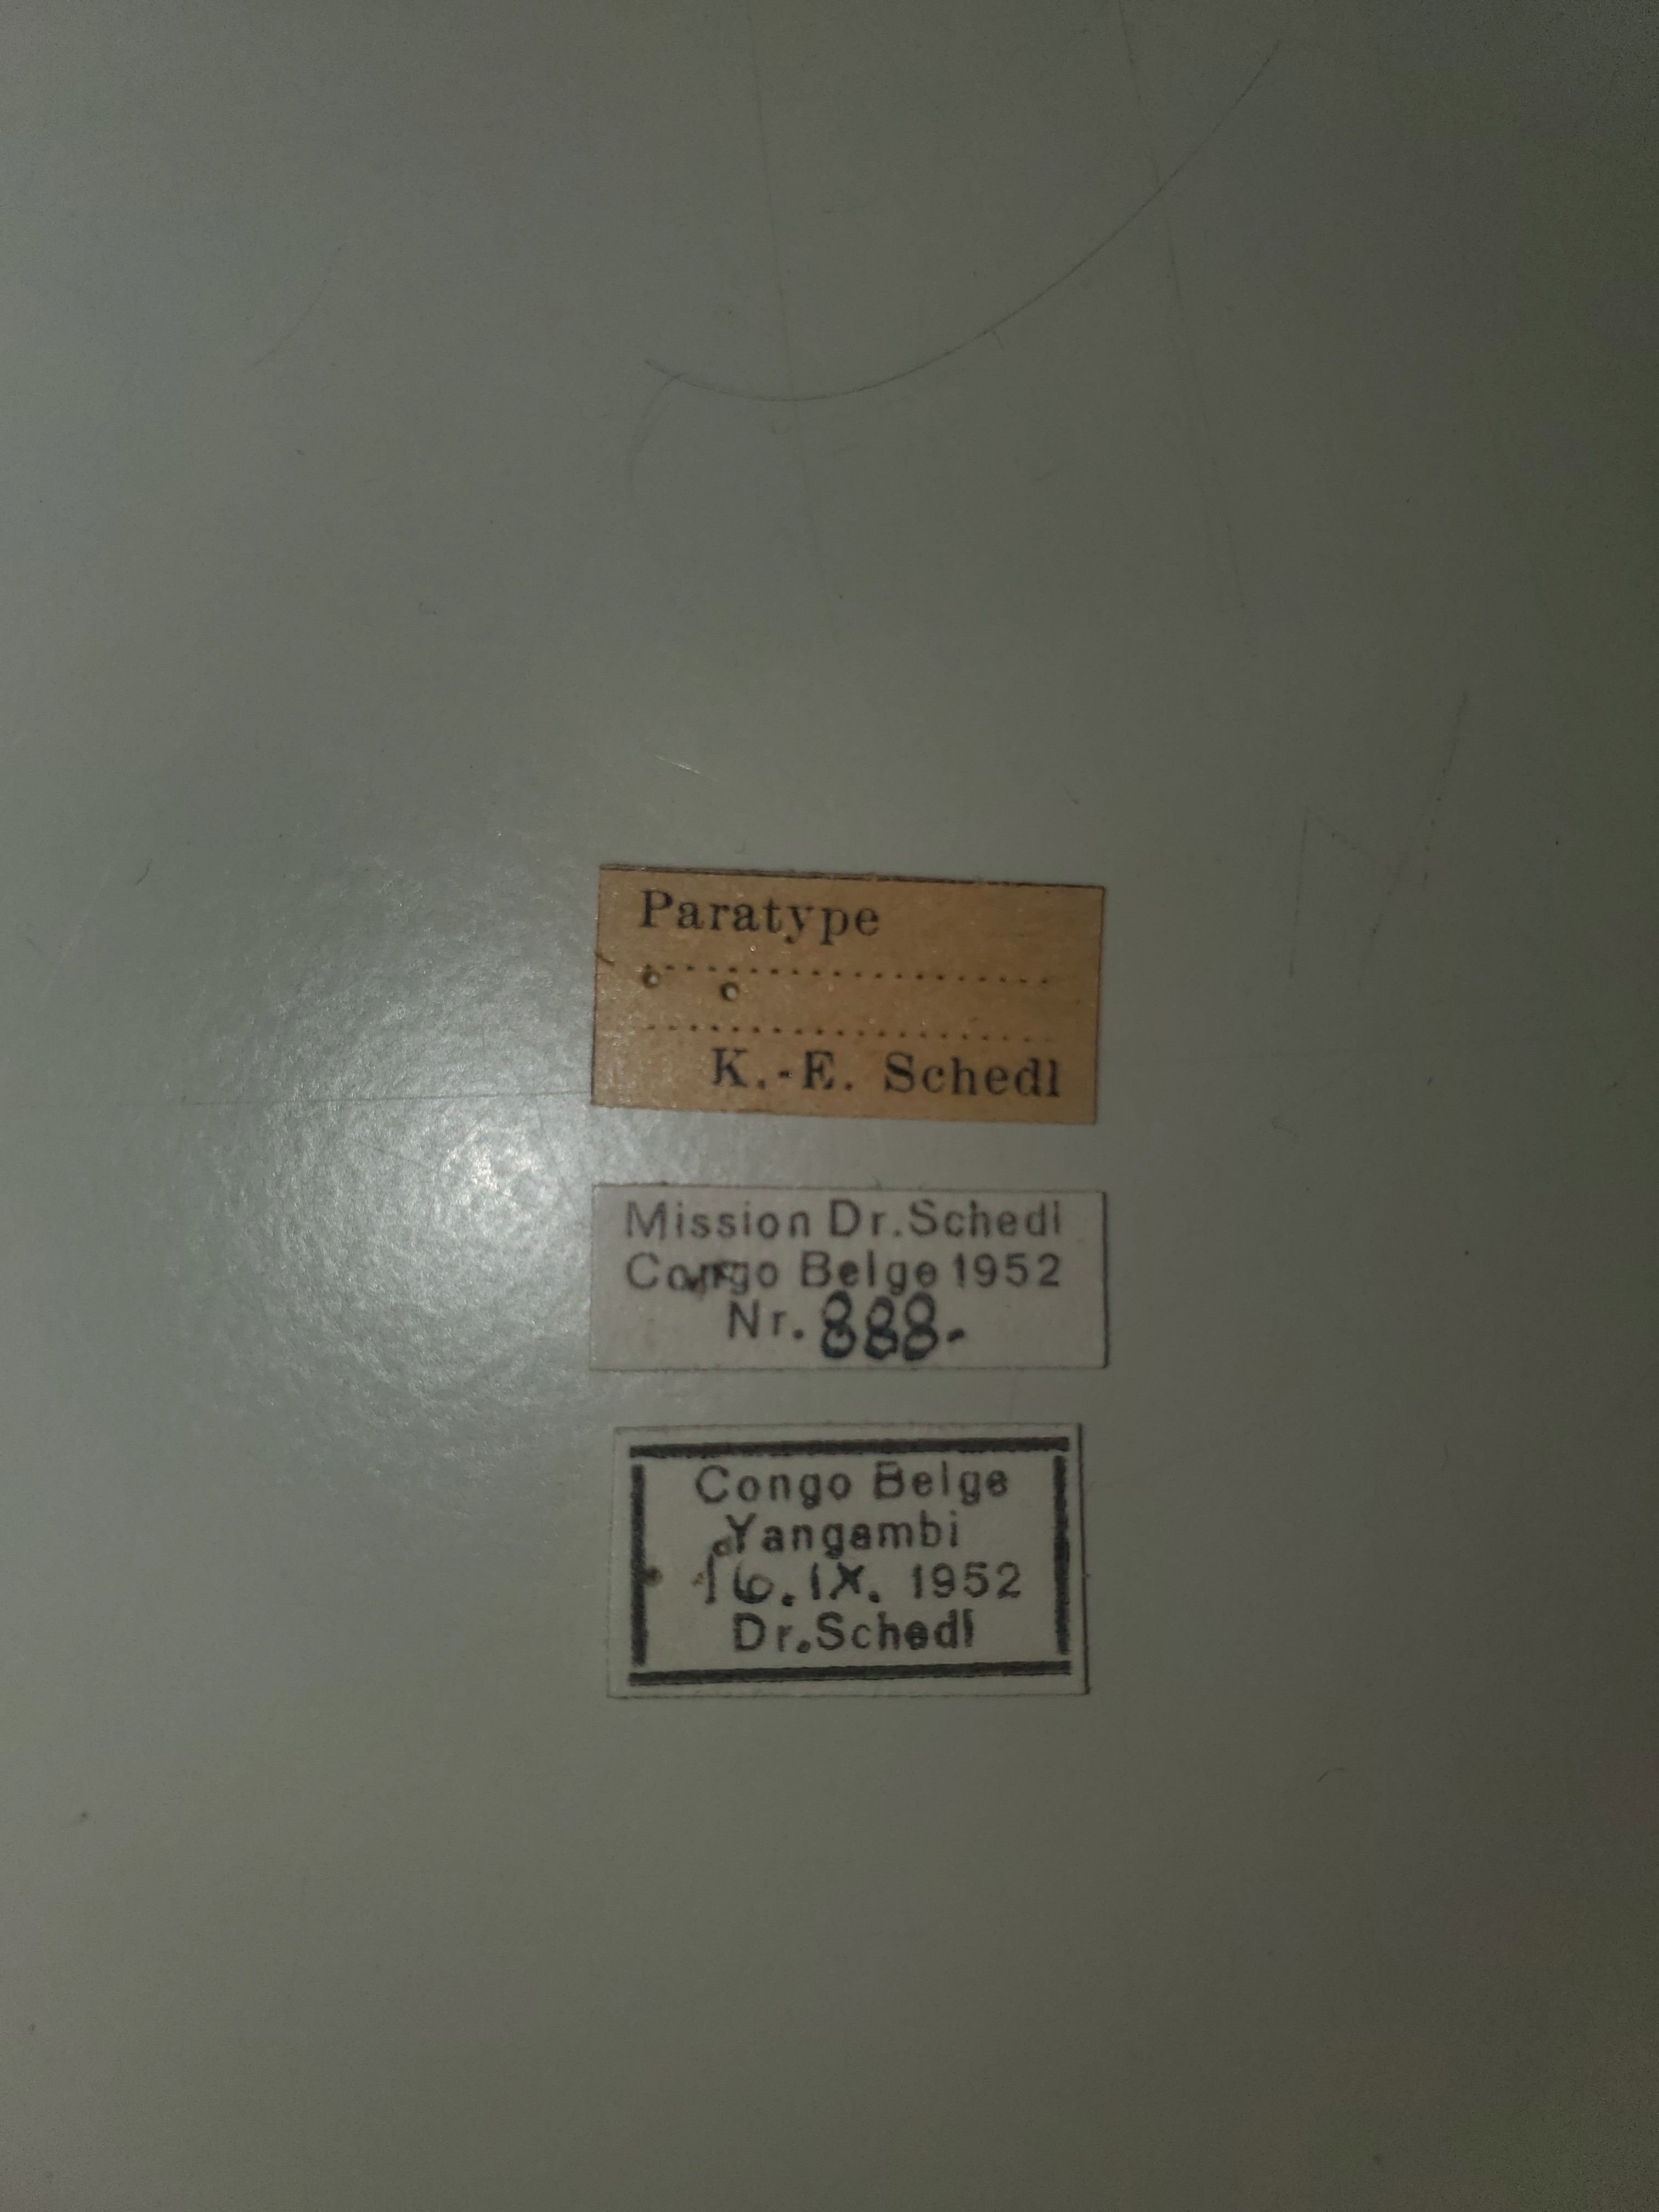 Paratype
K.-E. Schedl
Mission Dr.Schedl
Congo Belge 1952
Nr. 888.
Congo Belge
Yangambi
16.IX. 1952
Dr.Schedl